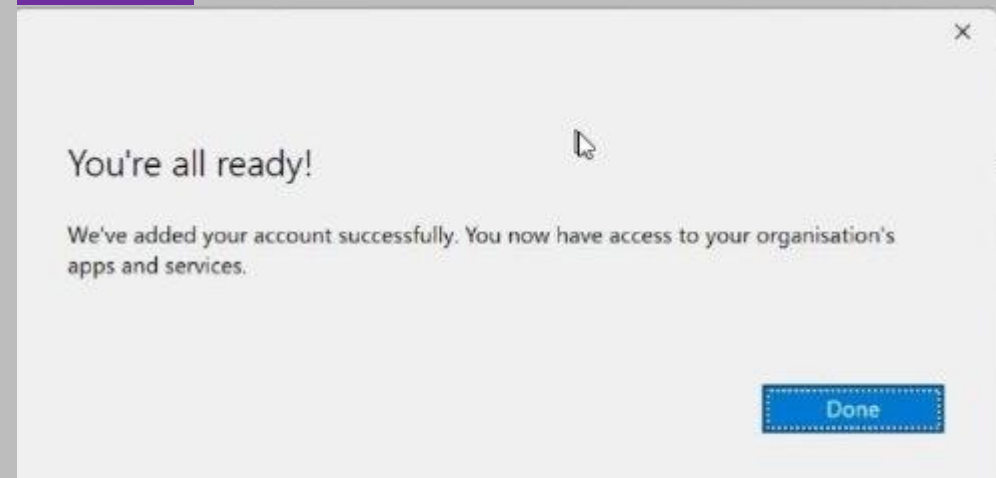 You're all ready!
We've added your account successfully. You now have access to your organisation's
apps and services.
Done